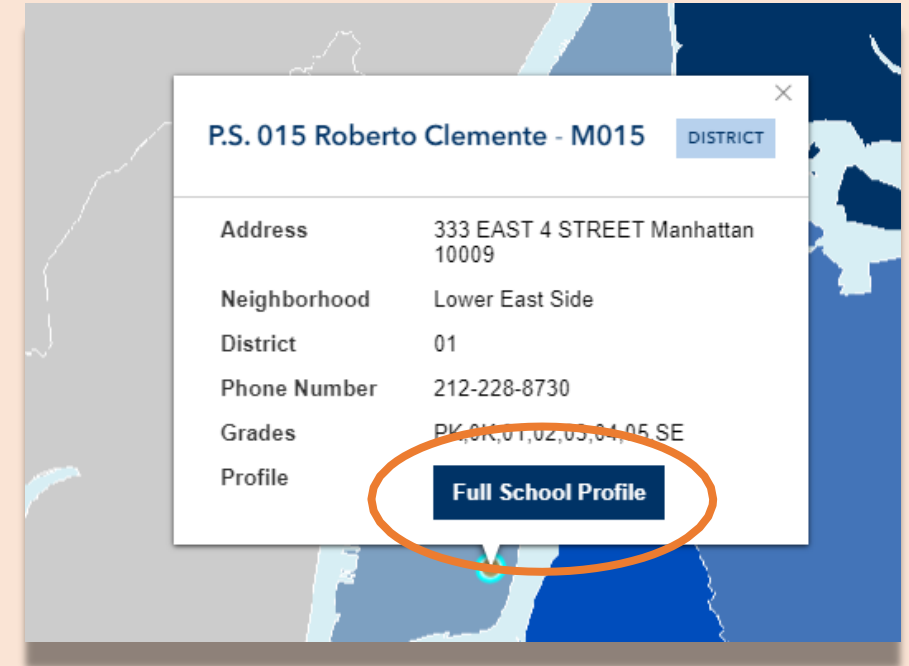 P.S. 015 Roberto Clemente - M015 DISTRICT
Address 333 EAST 4 STREET Manhattan
10009
Neighborhood Lower East Side
District 01
Phone Number 212-228-8730
Grades PK,0K,01,02,03,04,05,SE
Profile Full School Profile